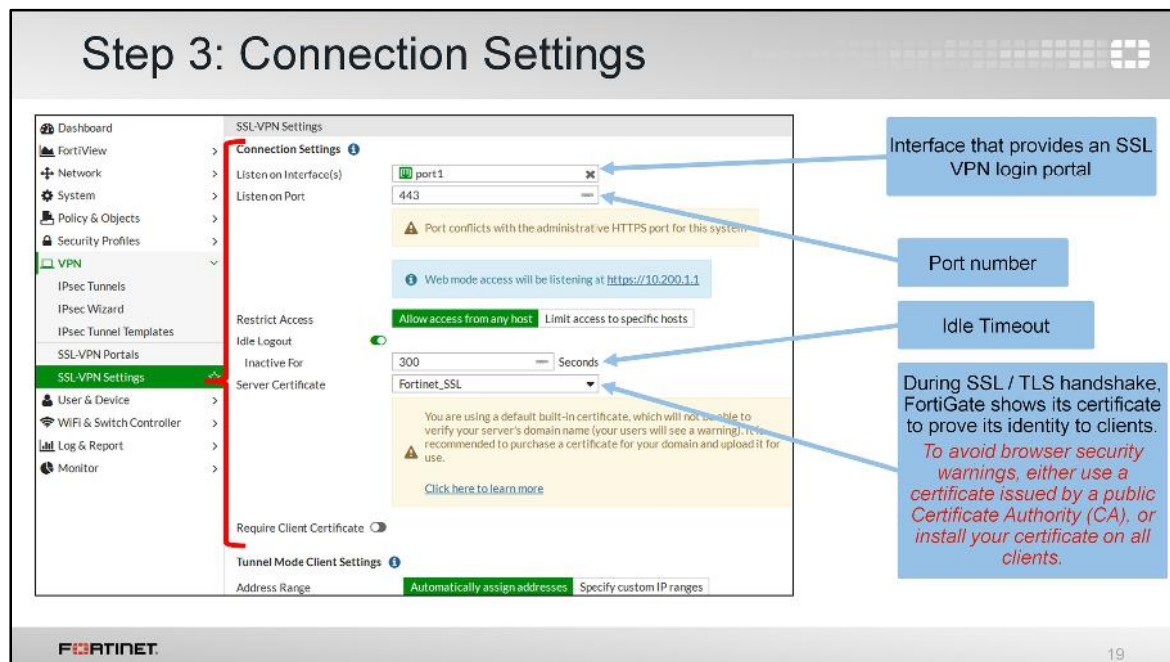 Step 3: Connection Settings
Dashboard
FortiView
Network
System
Policy & Objects
Security Profiles
VPN
IPsec Tunnels
IPsec Wizard
IPsec Tunnel Templates
SSL-VPN Portals
SSL-VPN Settings
User & Device
WiFi & Switch Controller
Log & Report
Monitor
SSL-VPN Settings
Connection Settings
Listen on Interface(s) port1
Listen on Port 443
Port conflicts with the administrative HTTPS port for this system
Web mode access will be listening at https://10.200.1.1
Restrict Access Allow access from any host Limit access to specific hosts
Idle Logout
Inactive For 300 Seconds
Server Certificate Fortinet_SSL
You are using a default built-in certificate, which will not be able to
verify your server's domain name (your users will see a warning). It is
recommended to purchase a certificate for your domain and upload it for
use.
Click here to learn more
Require Client Certificate
Tunnel Mode Client Settings
Address Range Automatically assign addresses Specify custom IP ranges
Interface that provides an SSL
VPN login portal
Port number
Idle Timeout
During SSL / TLS handshake,
FortiGate shows its certificate
to prove its identity to clients.
To avoid browser security
warnings, either use a
certificate issued by a public
Certificate Authority (CA), or
install your certificate on all
clients.
FORTINET
19